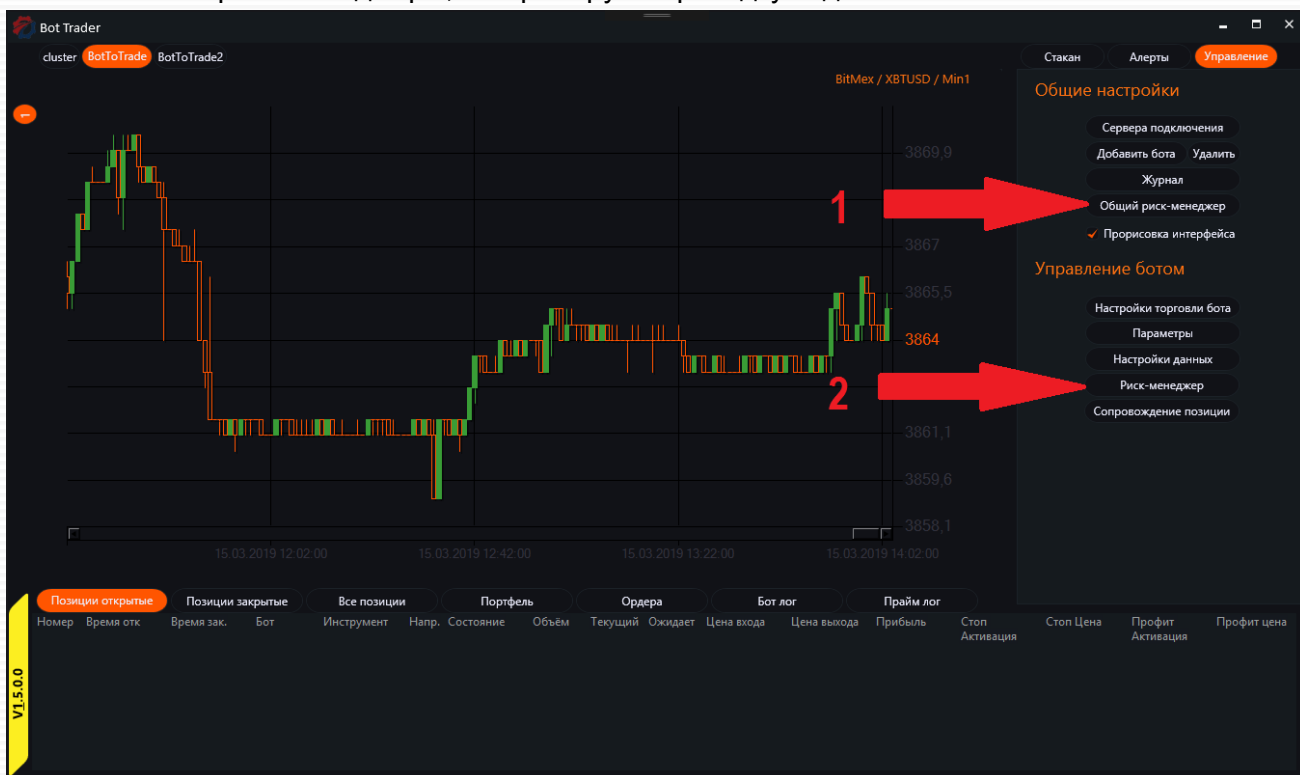 Bot Trader
cluster BotToTrade BotToTrade2
Стакан Алерты Управление
BitMex / XBTUSD / Min1
Общие настройки
Сервера подключения
Добавить бота Удалить
Журнал
Общий риск-менеджер
Прорисовка интерфейса
Управление ботом
Настройки торговли бота
Параметры
Настройки данных
Риск-менеджер
Сопровождение позиции
1
2
3869,9
3867
3865,5
3864
3861,1
3859,6
3858,1
15.03.2019 12:02:00 15.03.2019 12:42:00 15.03.2019 13:22:00 15.03.2019 14:02:00
Позиции открытые Позиции закрытые Все позиции Портфель Ордера Бот лог Прайм лог
Номер Время отк Время зак. Бот Инструмент Напр. Состояние Объём Текущий Ожидает Цена входа Цена выхода Прибыль Стоп Активация Стоп Цена Профит Активация Профит цена
V1.5.0.0